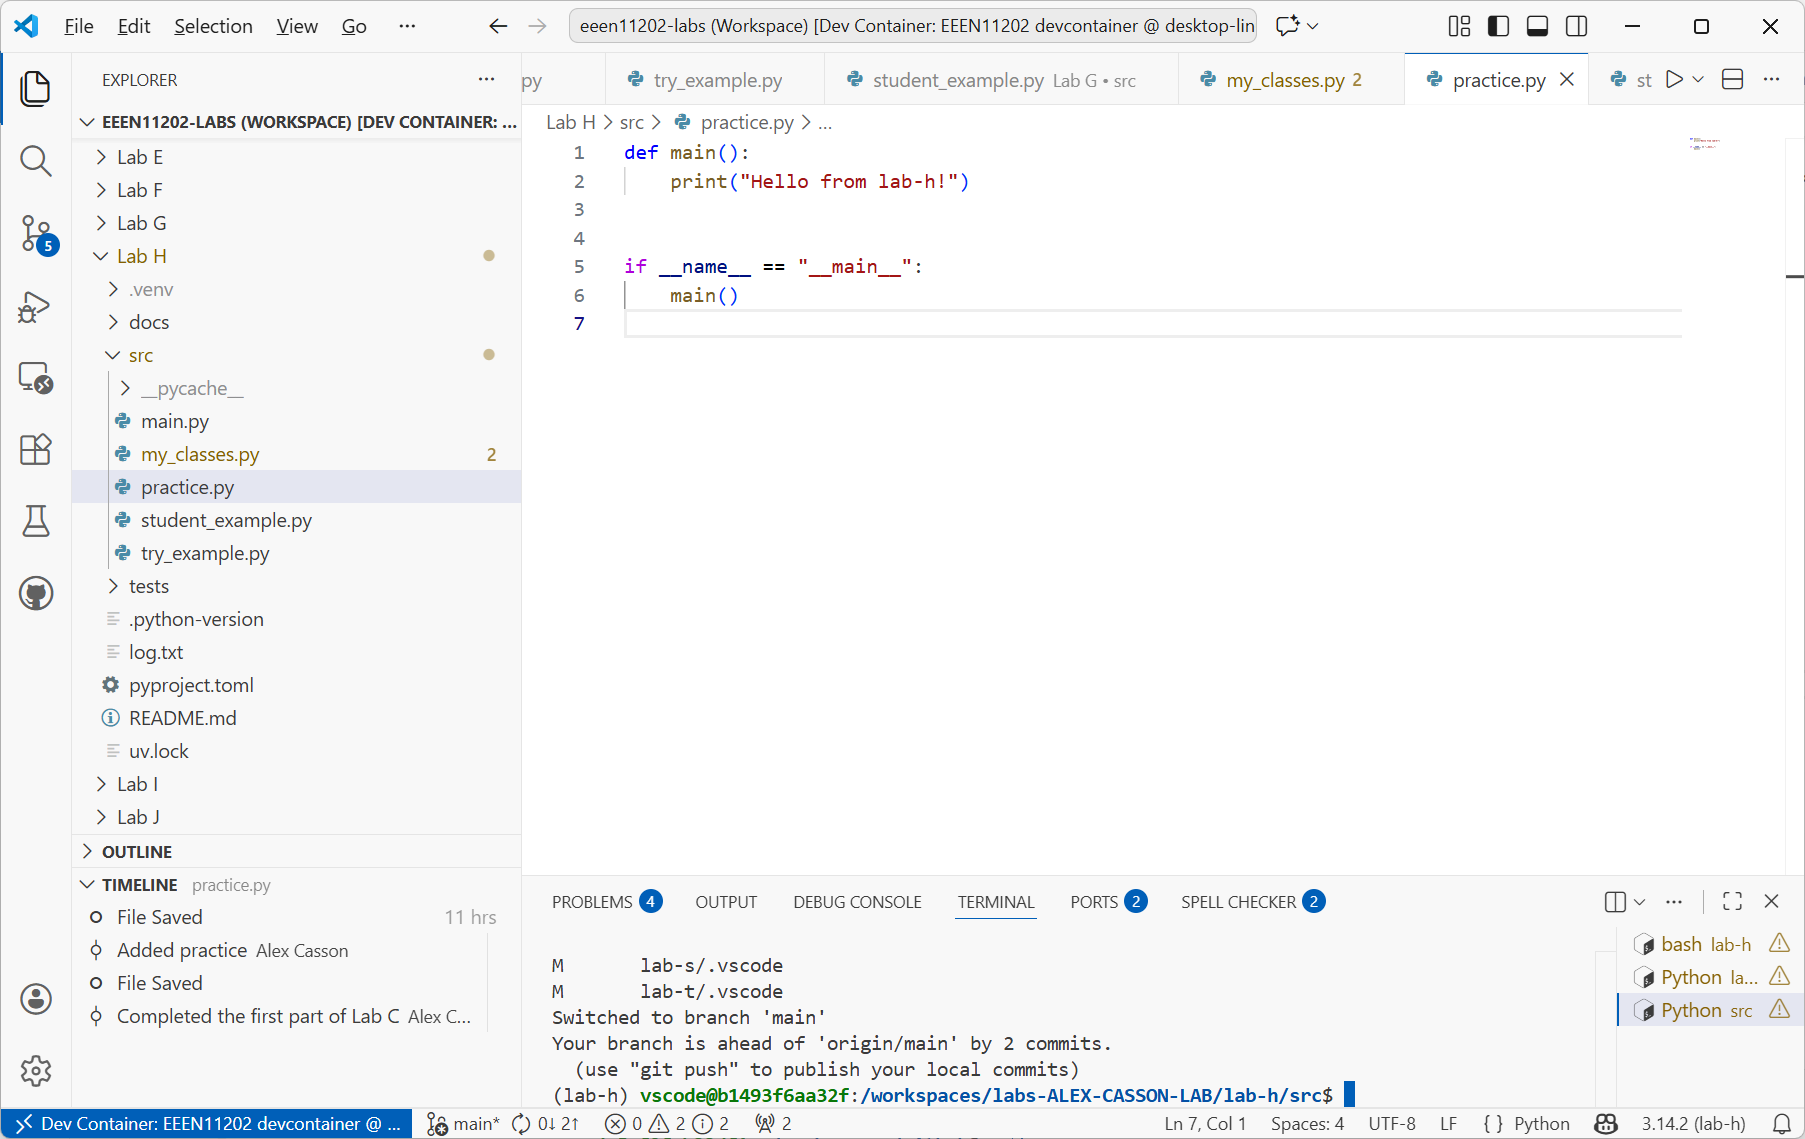 File Edit Selection View Go ··· eeen11202-labs (Workspace) [Dev Container: EEEN11202 devcontainer @ desktop-lin
EXPLORER ···
py try_example.py student_example.py Lab G • src my_classes.py 2 practice.py st
EEEN11202-LABS (WORKSPACE) [DEV CONTAINER: ...
Lab E
Lab F
Lab G
Lab H
.venv
docs
src
__pycache__
main.py
my_classes.py 2
practice.py
student_example.py
try_example.py
tests
.python-version
log.txt
pyproject.toml
README.md
uv.lock
Lab I
Lab J
OUTLINE
TIMELINE practice.py
File Saved 11 hrs
Added practice Alex Casson
File Saved
Completed the first part of Lab C Alex C...
5
Lab H > src > practice.py > ...
1 def main():
2 print("Hello from lab-h!")
3
4
5 if __name__ == "__main__":
6 main()
7
PROBLEMS 4 OUTPUT DEBUG CONSOLE TERMINAL PORTS 2 SPELL CHECKER 2
M lab-s/.vscode
M lab-t/.vscode
Switched to branch 'main'
Your branch is ahead of 'origin/main' by 2 commits.
(use "git push" to publish your local commits)
(lab-h) vscode@b1493f6aa32f:/workspaces/labs-ALEX-CASSON-LAB/lab-h/src$
bash lab-h
Python la...
Python src
Dev Container: EEEN11202 devcontainer @ ... main* 0↓ 2↑ 0 2 2 2 Ln 7, Col 1 Spaces: 4 UTF-8 LF { } Python 3.14.2 (lab-h)